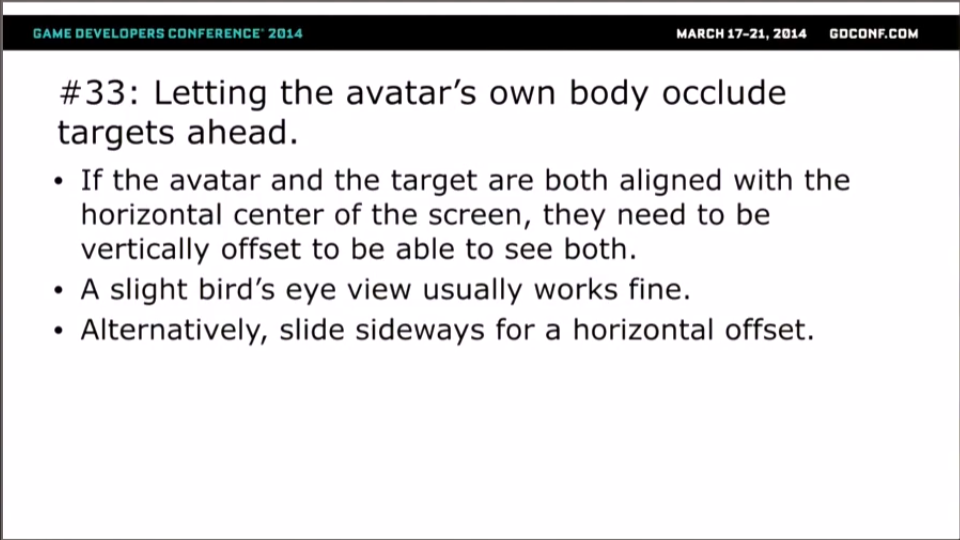 GAME DEVELOPERS CONFERENCE® 2014
MARCH 17–21, 2014 GDCONF.COM
#33: Letting the avatar’s own body occlude
targets ahead.
• If the avatar and the target are both aligned with the
horizontal center of the screen, they need to be
vertically offset to be able to see both.
• A slight bird’s eye view usually works fine.
• Alternatively, slide sideways for a horizontal offset.